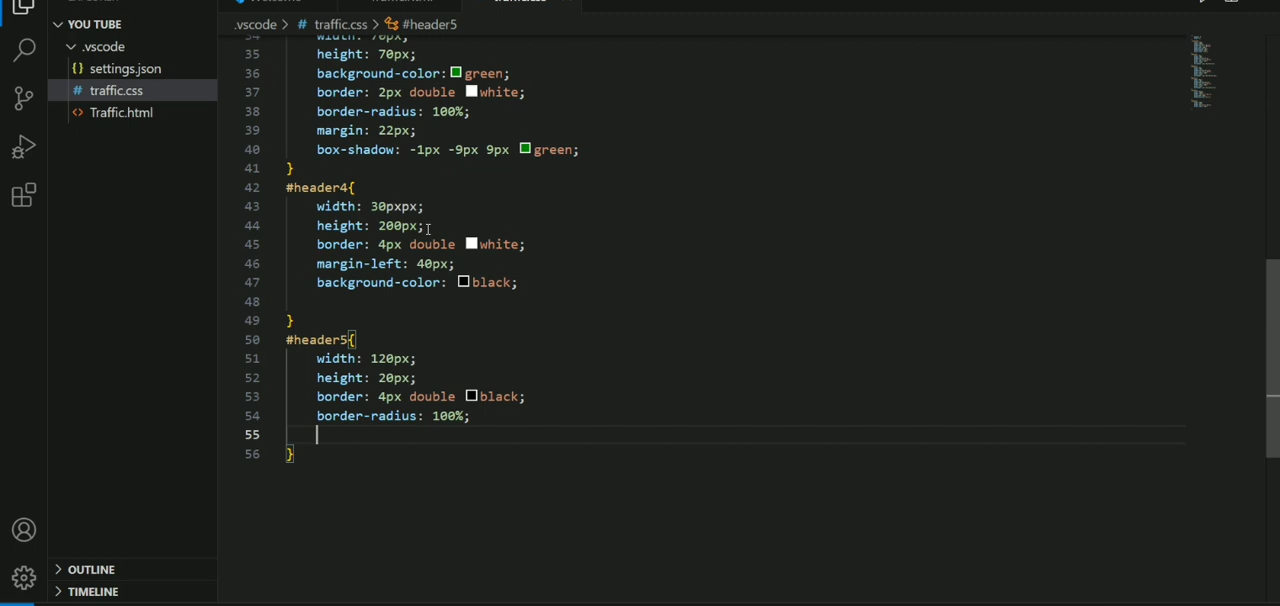 YOU TUBE
.vscode
settings.json
traffic.css
Traffic.html
OUTLINE
TIMELINE
.vscode > # traffic.css > #header5
34 width: 70px;
35 height: 70px;
36 background-color: green;
37 border: 2px double white;
38 border-radius: 100%;
39 margin: 22px;
40 box-shadow: -1px -9px 9px green;
41 }
42 #header4{
43 width: 30pxpx;
44 height: 200px;
45 border: 4px double white;
46 margin-left: 40px;
47 background-color: black;
48
49 }
50 #header5{
51 width: 120px;
52 height: 20px;
53 border: 4px double black;
54 border-radius: 100%;
55
56 }